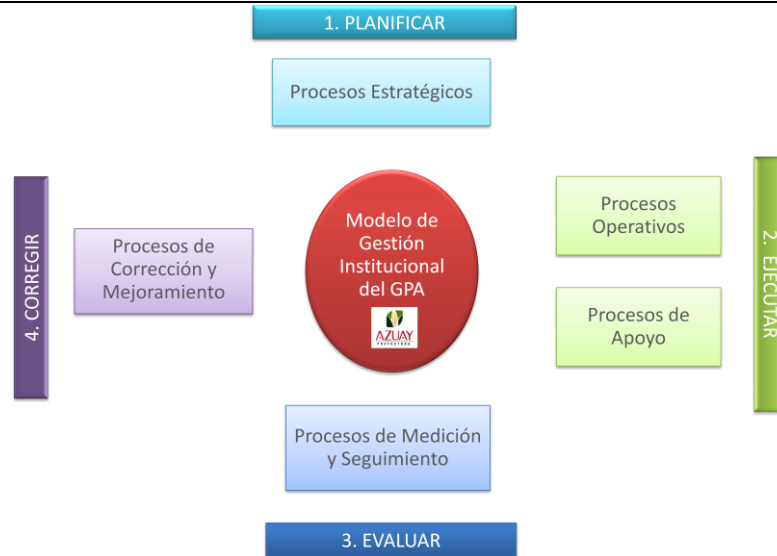 1. PLANIFICAR
Procesos Estratégicos
2. EJECUTAR
Procesos
Operativos
Procesos de
Apoyo
Modelo de
Gestión
Institucional
del GPA
AZUAY
PREFECTURA
4. CORREGIR
Procesos de
Corrección y
Mejoramiento
Procesos de Medición
y Seguimiento
3. EVALUAR